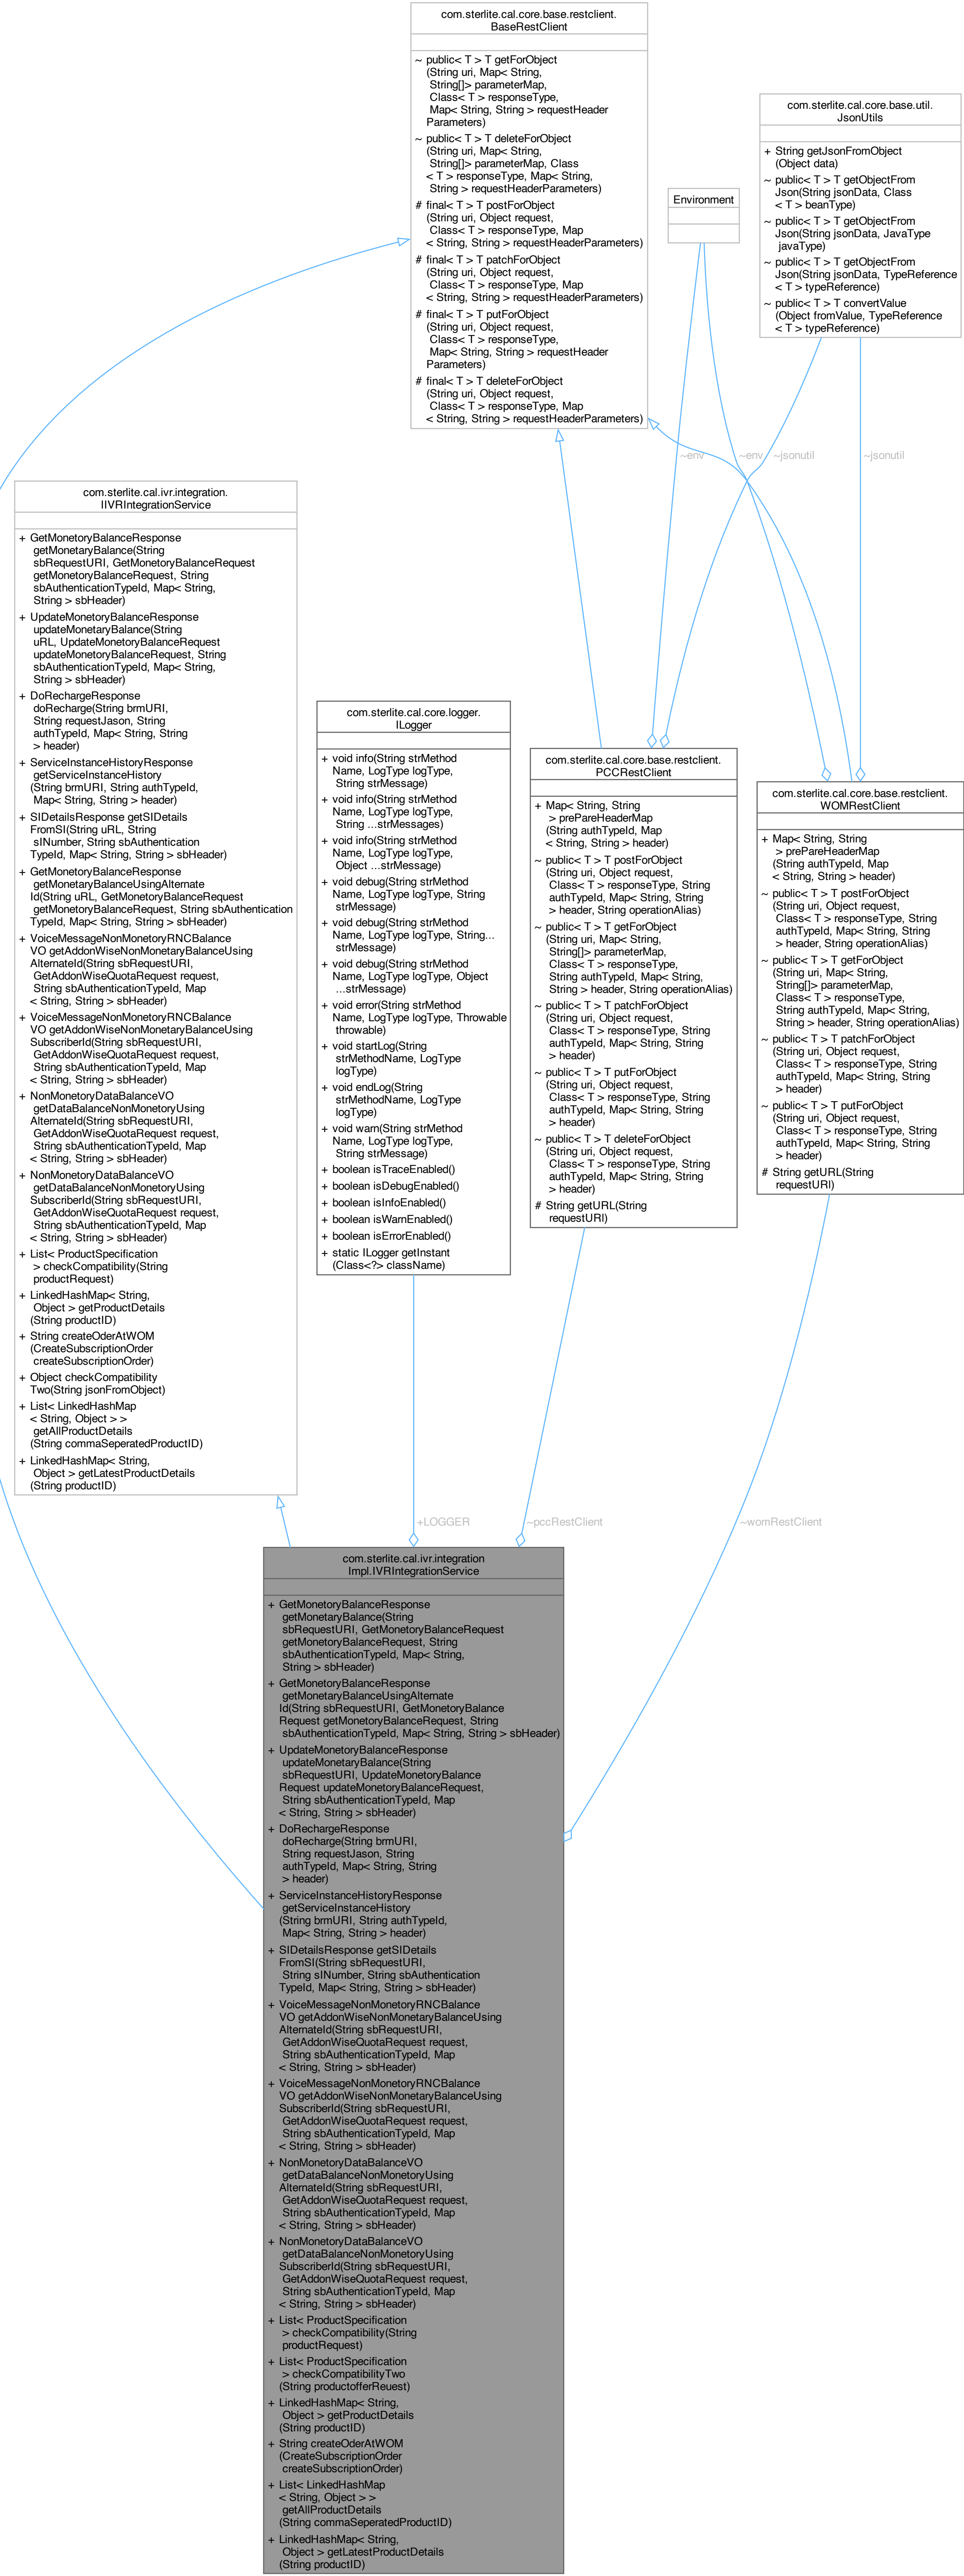 com.sterlite.cal.core.base.restclient.
BaseRestClient
~ public< T > T getForObject
(String uri, Map< String,
String[]> parameterMap,
Class< T > responseType,
Map< String, String > requestHeader
Parameters)
~ public< T > T deleteForObject
(String uri, Map< String,
String[]> parameterMap, Class
< T > responseType, Map< String,
String > requestHeaderParameters)
# final< T > T postForObject
(String uri, Object request,
Class< T > responseType, Map
< String, String > requestHeaderParameters)
# final< T > T patchForObject
(String uri, Object request,
Class< T > responseType, Map
< String, String > requestHeaderParameters)
# final< T > T putForObject
(String uri, Object request,
Class< T > responseType,
Map< String, String > requestHeader
Parameters)
# final< T > T deleteForObject
(String uri, Object request,
Class< T > responseType, Map
< String, String > requestHeaderParameters)
com.sterlite.cal.core.base.util.
JsonUtils
+ String getJsonFromObject
(Object data)
~ public< T > T getObjectFrom
Json(String jsonData, Class
< T > beanType)
~ public< T > T getObjectFrom
Json(String jsonData, JavaType
javaType)
~ public< T > T getObjectFrom
Json(String jsonData, TypeReference
< T > typeReference)
~ public< T > T convertValue
(Object fromValue, TypeReference
< T > typeReference)
Environment
~env
~env
~jsonutil
~jsonutil
com.sterlite.cal.ivr.integration.
IIVRIntegrationService
+ GetMonetoryBalanceResponse
getMonetaryBalance(String
sbRequestURI, GetMonetoryBalanceRequest
getMonetoryBalanceRequest, String
sbAuthenticationTypeId, Map< String,
String > sbHeader)
+ UpdateMonetoryBalanceResponse
updateMonetaryBalance(String
uRL, UpdateMonetoryBalanceRequest
updateMonetoryBalanceRequest, String
sbAuthenticationTypeId, Map< String,
String > sbHeader)
+ DoRechargeResponse
doRecharge(String brmURI,
String requestJason, String
authTypeId, Map< String, String
> header)
+ ServiceInstanceHistoryResponse
getServiceInstanceHistory
(String brmURI, String authTypeId,
Map< String, String > header)
+ SIDetailsResponse getSIDetails
FromSI(String uRL, String
sINumber, String sbAuthentication
TypeId, Map< String, String > sbHeader)
+ GetMonetoryBalanceResponse
getMonetaryBalanceUsingAlternate
Id(String uRL, GetMonetoryBalanceRequest
getMonetoryBalanceRequest, String sbAuthentication
TypeId, Map< String, String > sbHeader)
+ VoiceMessageNonMonetoryRNCBalance
VO getAddonWiseNonMonetaryBalanceUsing
AlternateId(String sbRequestURI,
GetAddonWiseQuotaRequest request,
String sbAuthenticationTypeId, Map
< String, String > sbHeader)
+ VoiceMessageNonMonetoryRNCBalance
VO getAddonWiseNonMonetaryBalanceUsing
SubscriberId(String sbRequestURI,
GetAddonWiseQuotaRequest request,
String sbAuthenticationTypeId, Map
< String, String > sbHeader)
+ NonMonetoryDataBalanceVO
getDataBalanceNonMonetoryUsing
AlternateId(String sbRequestURI,
GetAddonWiseQuotaRequest request,
String sbAuthenticationTypeId, Map
< String, String > sbHeader)
+ NonMonetoryDataBalanceVO
getDataBalanceNonMonetoryUsing
SubscriberId(String sbRequestURI,
GetAddonWiseQuotaRequest request,
String sbAuthenticationTypeId, Map
< String, String > sbHeader)
+ List< ProductSpecification
> checkCompatibility(String
productRequest)
+ LinkedHashMap< String,
Object > getProductDetails
(String productID)
+ String createOderAtWOM
(CreateSubscriptionOrder
createSubscriptionOrder)
+ Object checkCompatibility
Two(String jsonFromObject)
+ List< LinkedHashMap
< String, Object > >
getAllProductDetails
(String commaSeperatedProductID)
+ LinkedHashMap< String,
Object > getLatestProductDetails
(String productID)
com.sterlite.cal.core.logger.
ILogger
+ void info(String strMethod
Name, LogType logType,
String strMessage)
+ void info(String strMethod
Name, LogType logType,
String ...strMessages)
+ void info(String strMethod
Name, LogType logType,
Object ...strMessage)
+ void debug(String strMethod
Name, LogType logType, String
strMessage)
+ void debug(String strMethod
Name, LogType logType, String...
strMessage)
+ void debug(String strMethod
Name, LogType logType, Object
...strMessage)
+ void error(String strMethod
Name, LogType logType, Throwable
throwable)
+ void startLog(String
strMethodName, LogType
logType)
+ void endLog(String
strMethodName, LogType
logType)
+ void warn(String strMethod
Name, LogType logType,
String strMessage)
+ boolean isTraceEnabled()
+ boolean isDebugEnabled()
+ boolean isInfoEnabled()
+ boolean isWarnEnabled()
+ boolean isErrorEnabled()
+ static ILogger getInstant
(Class<?> className)
com.sterlite.cal.core.base.restclient.
PCCRestClient
+ Map< String, String
> prePareHeaderMap
(String authTypeId, Map
< String, String > header)
~ public< T > T postForObject
(String uri, Object request,
Class< T > responseType, String
authTypeId, Map< String, String
> header, String operationAlias)
~ public< T > T getForObject
(String uri, Map< String,
String[]> parameterMap,
Class< T > responseType,
String authTypeId, Map< String,
String > header, String operationAlias)
~ public< T > T patchForObject
(String uri, Object request,
Class< T > responseType, String
authTypeId, Map< String, String
> header)
~ public< T > T putForObject
(String uri, Object request,
Class< T > responseType, String
authTypeId, Map< String, String
> header)
~ public< T > T deleteForObject
(String uri, Object request,
Class< T > responseType, String
authTypeId, Map< String, String
> header)
# String getURL(String
requestURI)
com.sterlite.cal.core.base.restclient.
WOMRestClient
+ Map< String, String
> prePareHeaderMap
(String authTypeId, Map
< String, String > header)
~ public< T > T postForObject
(String uri, Object request,
Class< T > responseType, String
authTypeId, Map< String, String
> header, String operationAlias)
~ public< T > T getForObject
(String uri, Map< String,
String[]> parameterMap,
Class< T > responseType,
String authTypeId, Map< String,
String > header, String operationAlias)
~ public< T > T patchForObject
(String uri, Object request,
Class< T > responseType, String
authTypeId, Map< String, String
> header)
~ public< T > T putForObject
(String uri, Object request,
Class< T > responseType, String
authTypeId, Map< String, String
> header)
# String getURL(String
requestURI)
+LOGGER
~pccRestClient
~womRestClient
com.sterlite.cal.ivr.integration
Impl.IVRIntegrationService
+ GetMonetoryBalanceResponse
getMonetaryBalance(String
sbRequestURI, GetMonetoryBalanceRequest
getMonetoryBalanceRequest, String
sbAuthenticationTypeId, Map< String,
String > sbHeader)
+ GetMonetoryBalanceResponse
getMonetaryBalanceUsingAlternate
Id(String sbRequestURI, GetMonetoryBalance
Request getMonetoryBalanceRequest, String
sbAuthenticationTypeId, Map< String, String > sbHeader)
+ UpdateMonetoryBalanceResponse
updateMonetaryBalance(String
sbRequestURI, UpdateMonetoryBalance
Request updateMonetoryBalanceRequest,
String sbAuthenticationTypeId, Map
< String, String > sbHeader)
+ DoRechargeResponse
doRecharge(String brmURI,
String requestJason, String
authTypeId, Map< String, String
> header)
+ ServiceInstanceHistoryResponse
getServiceInstanceHistory
(String brmURI, String authTypeId,
Map< String, String > header)
+ SIDetailsResponse getSIDetails
FromSI(String sbRequestURI,
String sINumber, String sbAuthentication
TypeId, Map< String, String > sbHeader)
+ VoiceMessageNonMonetoryRNCBalance
VO getAddonWiseNonMonetaryBalanceUsing
AlternateId(String sbRequestURI,
GetAddonWiseQuotaRequest request,
String sbAuthenticationTypeId, Map
< String, String > sbHeader)
+ VoiceMessageNonMonetoryRNCBalance
VO getAddonWiseNonMonetaryBalanceUsing
SubscriberId(String sbRequestURI,
GetAddonWiseQuotaRequest request,
String sbAuthenticationTypeId, Map
< String, String > sbHeader)
+ NonMonetoryDataBalanceVO
getDataBalanceNonMonetoryUsing
AlternateId(String sbRequestURI,
GetAddonWiseQuotaRequest request,
String sbAuthenticationTypeId, Map
< String, String > sbHeader)
+ NonMonetoryDataBalanceVO
getDataBalanceNonMonetoryUsing
SubscriberId(String sbRequestURI,
GetAddonWiseQuotaRequest request,
String sbAuthenticationTypeId, Map
< String, String > sbHeader)
+ List< ProductSpecification
> checkCompatibility(String
productRequest)
+ List< ProductSpecification
> checkCompatibilityTwo
(String productofferReuest)
+ LinkedHashMap< String,
Object > getProductDetails
(String productID)
+ String createOderAtWOM
(CreateSubscriptionOrder
createSubscriptionOrder)
+ List< LinkedHashMap
< String, Object > >
getAllProductDetails
(String commaSeperatedProductID)
+ LinkedHashMap< String,
Object > getLatestProductDetails
(String productID)